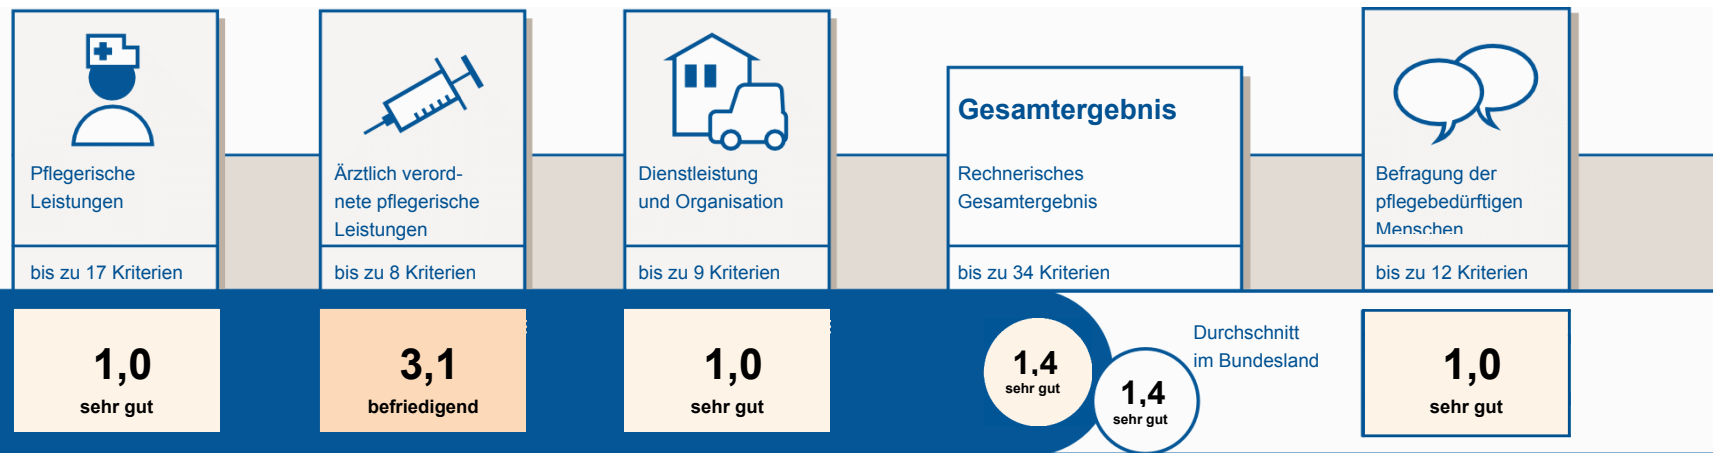 Pflegerische
Leistungen
bis zu 17 Kriterien
1,0
sehr gut
Ärztlich verord-
nete pflegerische
Leistungen
bis zu 8 Kriterien
3,1
befriedigend
Dienstleistung
und Organisation
bis zu 9 Kriterien
1,0
sehr gut
Gesamtergebnis
Rechnerisches
Gesamtergebnis
bis zu 34 Kriterien
1,4
sehr gut
Durchschnitt
im Bundesland
1,4
sehr gut
Befragung der
pflegebedürftigen
Menschen
bis zu 12 Kriterien
1,0
sehr gut